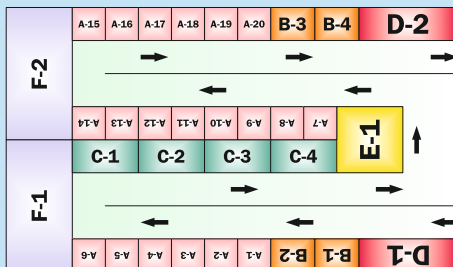 A-15 A-16 A-17 A-18 A-19 A-20 B-3 B-4 D-2
F-2
A-14 A-13 A-12 A-11 A-10 A-9 A-8 A-7
E-1
C-1 C-2 C-3 C-4
F-1
A-6 A-5 A-4 A-3 A-2 A-1 B-2 B-1 D-1